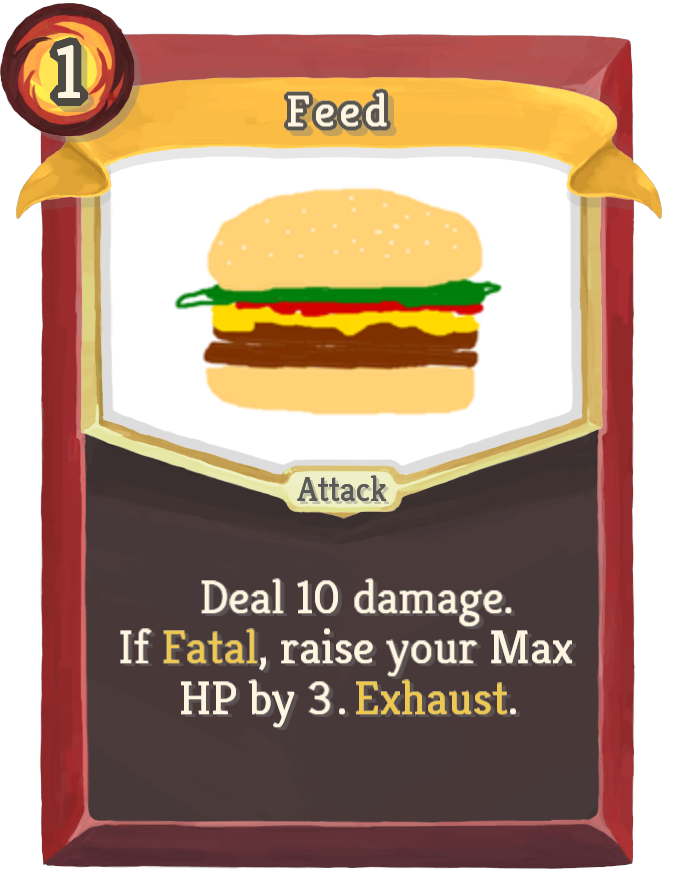 1
Feed
Attack
Deal 10 damage.
If Fatal, raise your Max
HP by 3. Exhaust.